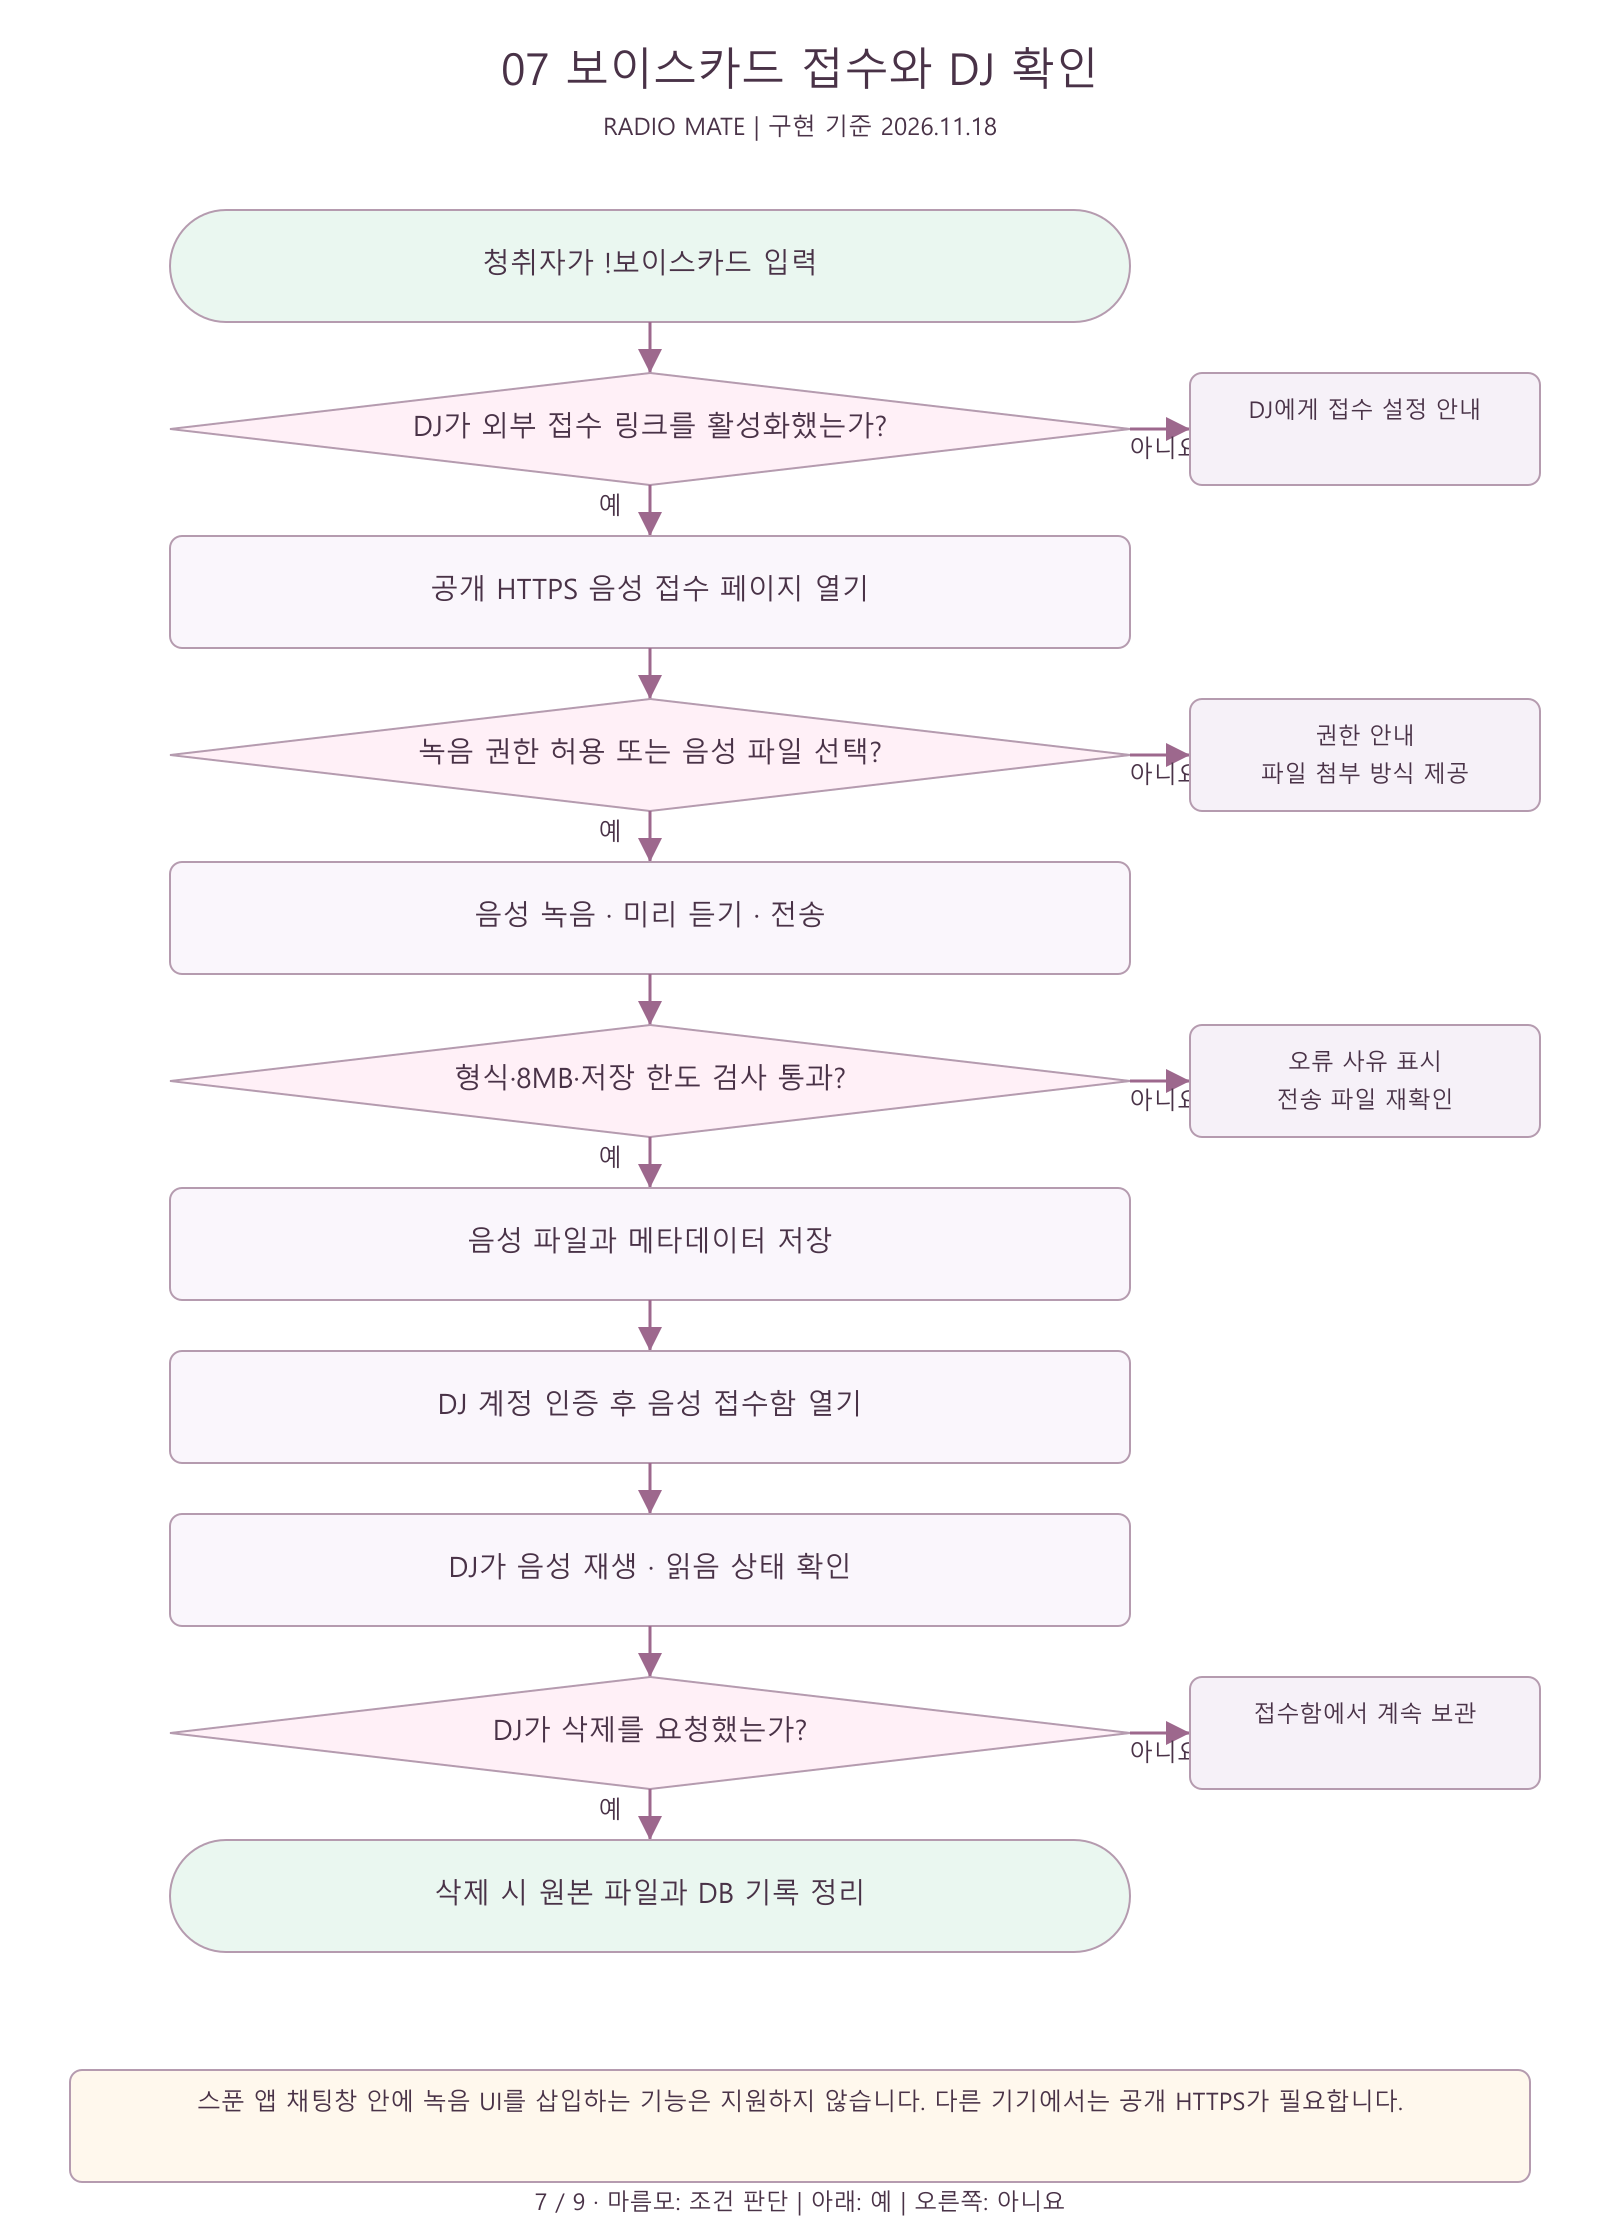 07 보이스카드 접수와 DJ 확인
RADIO MATE | 구현 기준 2026.11.18
청취자가 !보이스카드 입력
DJ가 외부 접수 링크를 활성화했는가?
아니요
DJ에게 접수 설정 안내
예
공개 HTTPS 음성 접수 페이지 열기
녹음 권한 허용 또는 음성 파일 선택?
아니요
권한 안내
파일 첨부 방식 제공
예
음성 녹음 · 미리 듣기 · 전송
형식·8MB·저장 한도 검사 통과?
아니요
오류 사유 표시
전송 파일 재확인
예
음성 파일과 메타데이터 저장
DJ 계정 인증 후 음성 접수함 열기
DJ가 음성 재생 · 읽음 상태 확인
DJ가 삭제를 요청했는가?
아니요
접수함에서 계속 보관
예
삭제 시 원본 파일과 DB 기록 정리
스푼 앱 채팅창 안에 녹음 UI를 삽입하는 기능은 지원하지 않습니다. 다른 기기에서는 공개 HTTPS가 필요합니다.
7 / 9 · 마름모: 조건 판단 | 아래: 예 | 오른쪽: 아니요